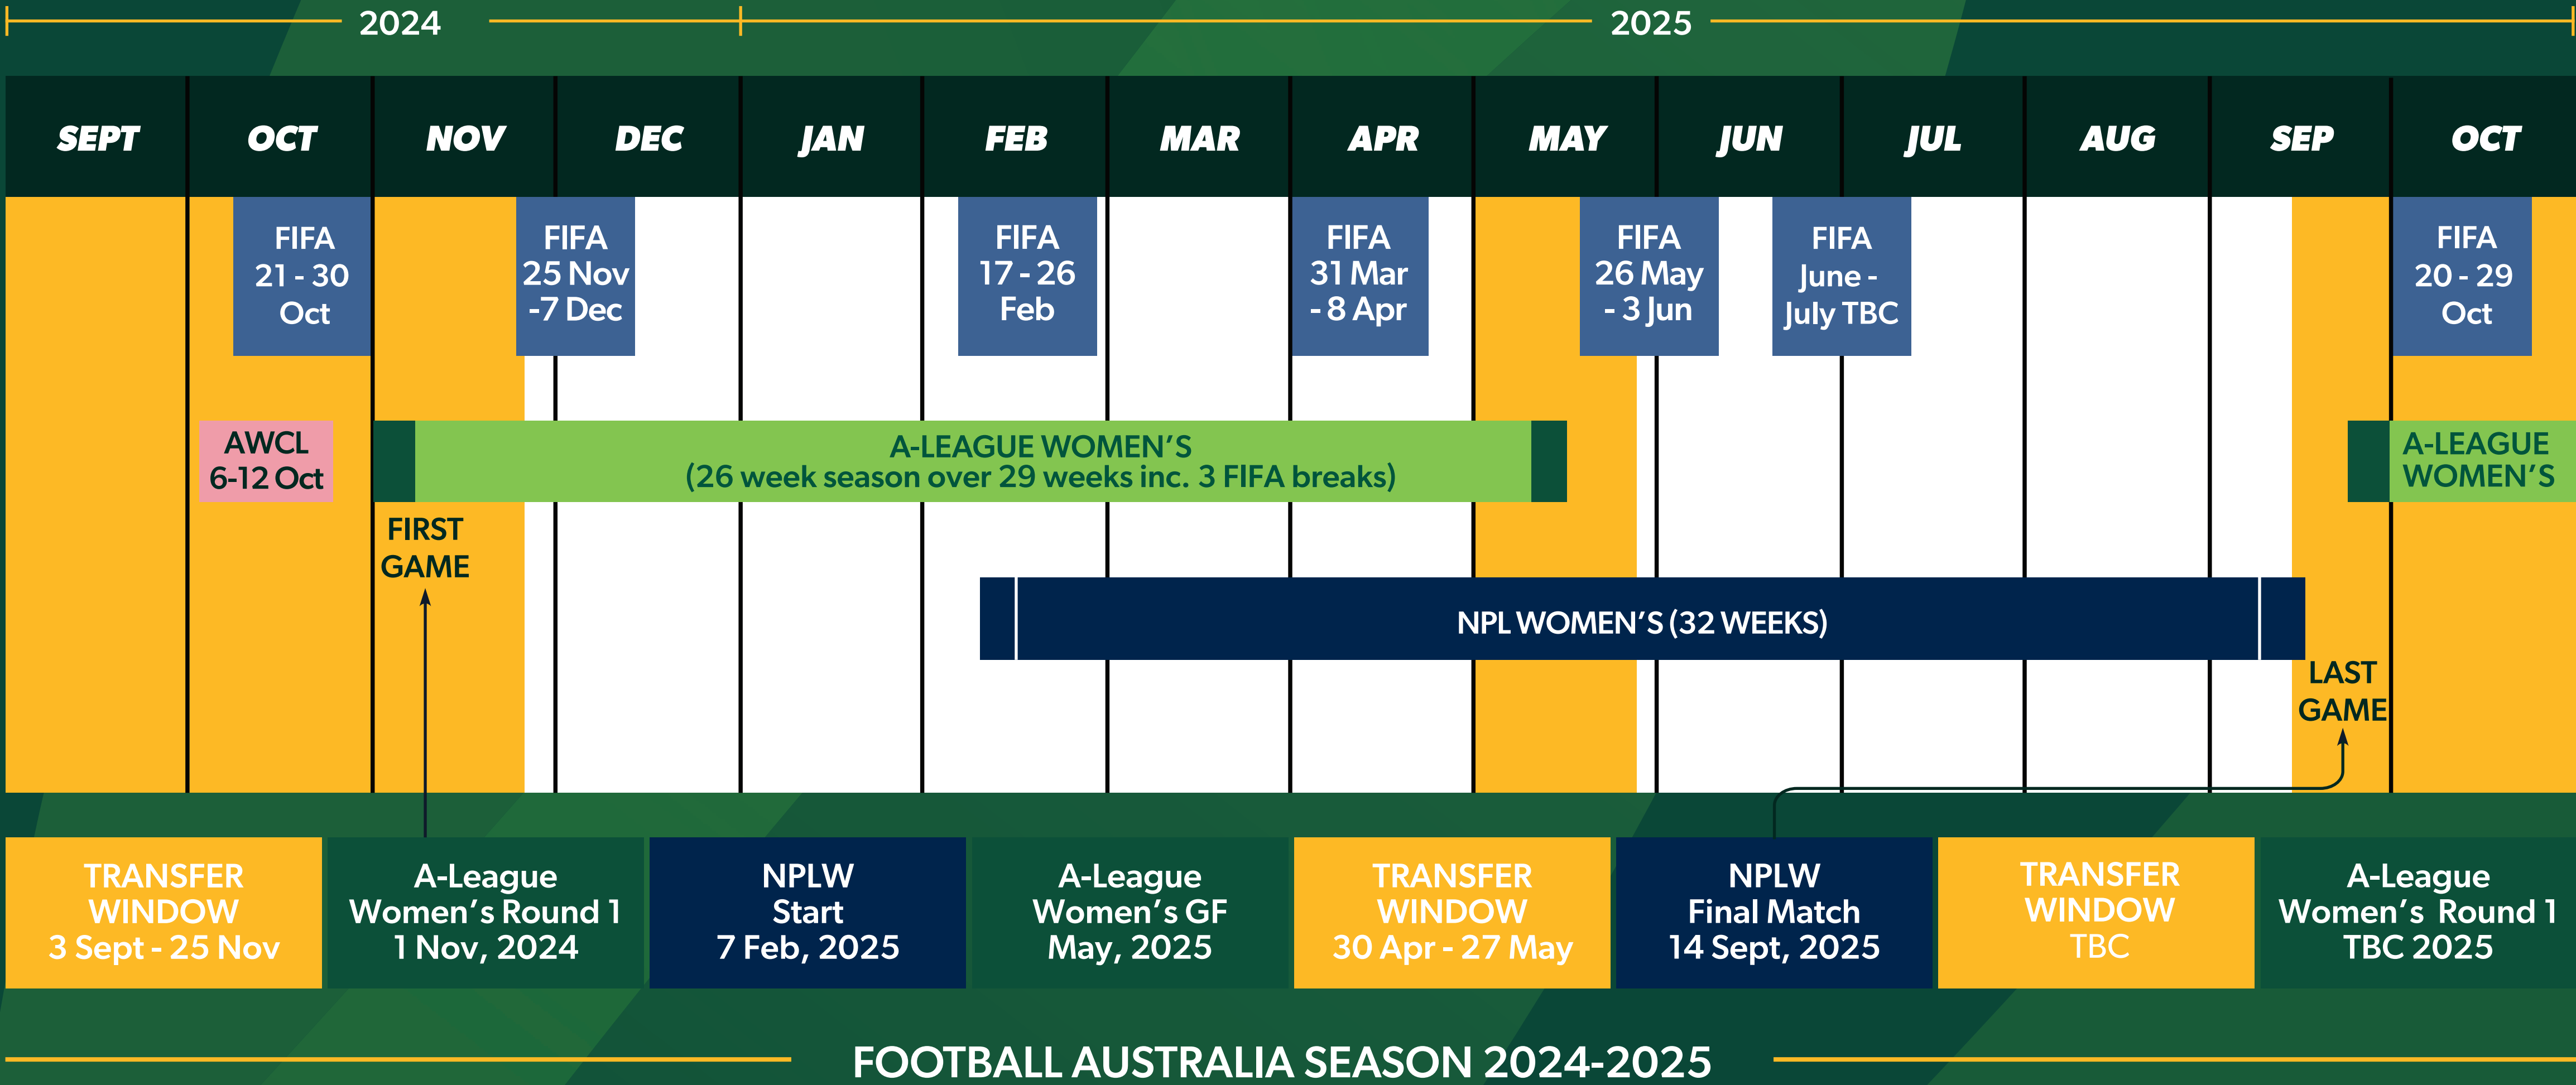 2024
2025
SEPT
OCT
NOV
DEC
JAN
FEB
MAR
APR
MAY
JUN
JUL
AUG
SEP
OCT
FIFA
21 - 30
Oct
FIFA
25 Nov
-7 Dec
FIFA
17 - 26
Feb
FIFA
31 Mar
- 8 Apr
FIFA
26 May
- 3 Jun
FIFA
June -
July TBC
FIFA
20 - 29
Oct
AWCL
6-12 Oct
A-LEAGUE WOMEN’S
(26 week season over 29 weeks inc. 3 FIFA breaks)
A-LEAGUE
WOMEN’S
FIRST
GAME
NPL WOMEN’S (32 WEEKS)
LAST
GAME
TRANSFER
WINDOW
3 Sept - 25 Nov
A-League
Women’s Round 1
1 Nov, 2024
NPLW
Start
7 Feb, 2025
A-League
Women’s GF
May, 2025
TRANSFER
WINDOW
30 Apr - 27 May
NPLW
Final Match
14 Sept, 2025
TRANSFER
WINDOW
TBC
A-League
Women’s Round 1
TBC 2025
FOOTBALL AUSTRALIA SEASON 2024-2025